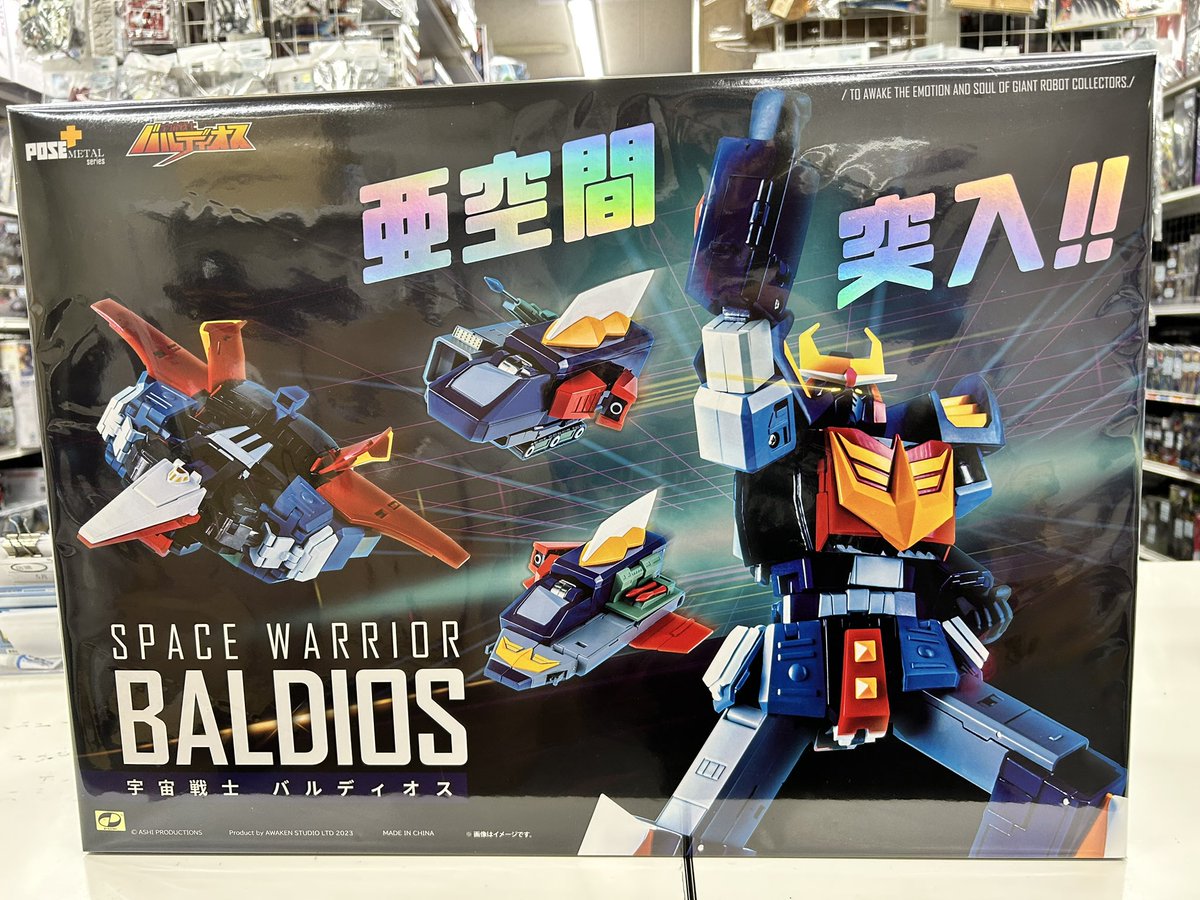 / TO AWAKE THE EMOTION AND SOUL OF GIANT ROBOT COLLECTORS./
POSE+ METAL series
バルディオス
亜空間
突入!!
SPACE WARRIOR
BALDIOS
宇宙戦士 バルディオス
© ASHI PRODUCTIONS
Product by AWAKEN STUDIO LTD 2023
MADE IN CHINA
※画像はイメージです。